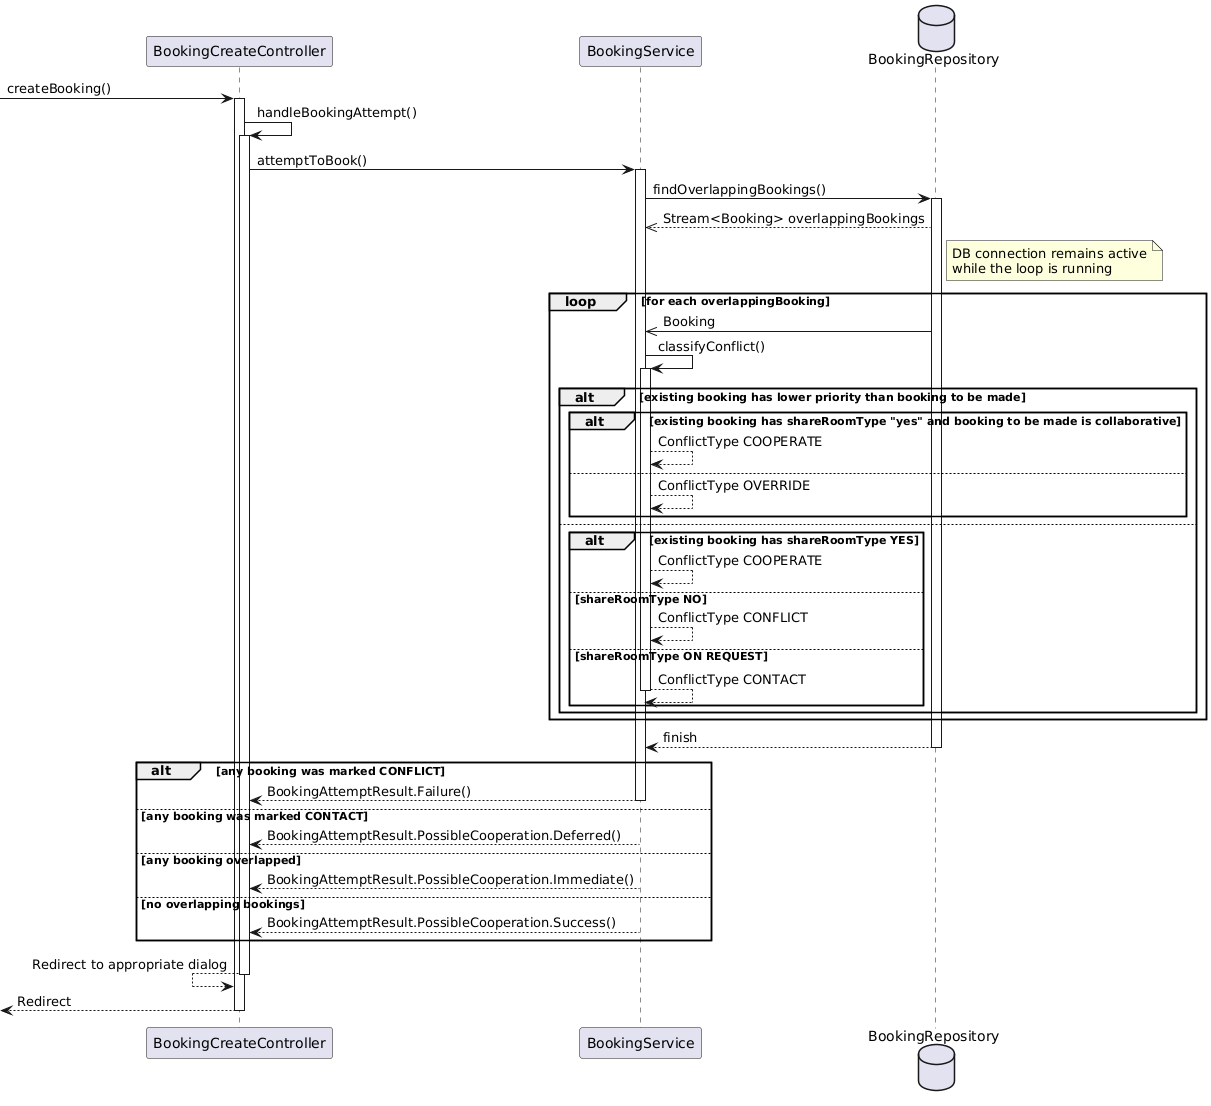 BookingCreateController
BookingService
BookingRepository
createBooking()
handleBookingAttempt()
attemptToBook()
findOverlappingBookings()
Stream<Booking> overlappingBookings
DB connection remains active
while the loop is running
loop
[for each overlappingBooking]
Booking
classifyConflict()
alt
[existing booking has lower priority than booking to be made]
alt
[existing booking has shareRoomType "yes" and booking to be made is collaborative]
ConflictType COOPERATE
ConflictType OVERRIDE
alt
[existing booking has shareRoomType YES]
ConflictType COOPERATE
[shareRoomType NO]
ConflictType CONFLICT
[shareRoomType ON REQUEST]
ConflictType CONTACT
finish
alt
[any booking was marked CONFLICT]
BookingAttemptResult.Failure()
[any booking was marked CONTACT]
BookingAttemptResult.PossibleCooperation.Deferred()
[any booking overlapped]
BookingAttemptResult.PossibleCooperation.Immediate()
[no overlapping bookings]
BookingAttemptResult.PossibleCooperation.Success()
Redirect to appropriate dialog
Redirect
BookingCreateController
BookingService
BookingRepository